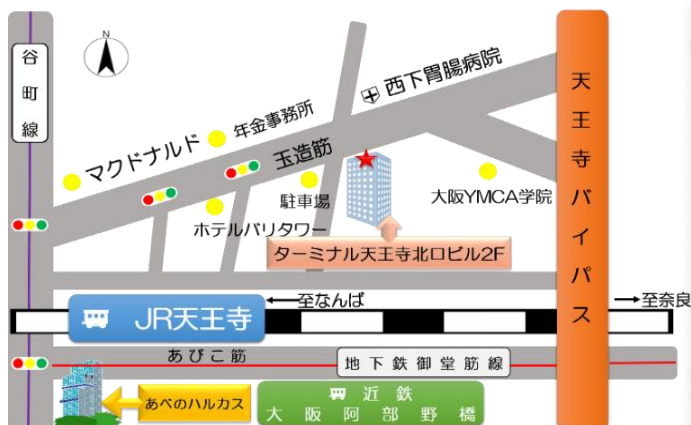 N
谷町線
西下胃腸病院
年金事務所
マクドナルド
玉造筋
駐車場
ホテルバリタワー
大阪YMCA学院
天王寺バイパス
ターミナル天王寺北口ビル2F
至なんば
至奈良
JR天王寺
あびこ筋
地下鉄御堂筋線
あべのハルカス
近鉄
大阪阿部野橋